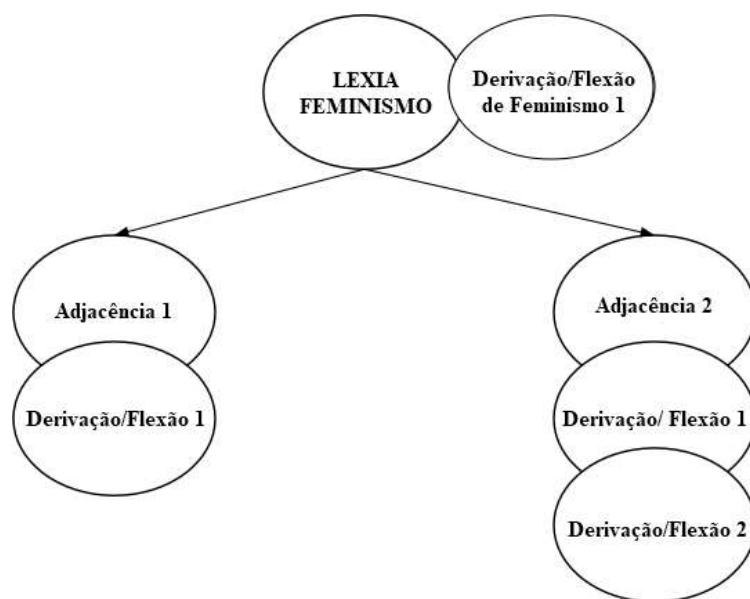 LEXIA
FEMINISMO
Derivação/Flexão
de Feminismo 1
Adjacência 1
Derivação/Flexão 1
Adjacência 2
Derivação/ Flexão 1
Derivação/Flexão 2